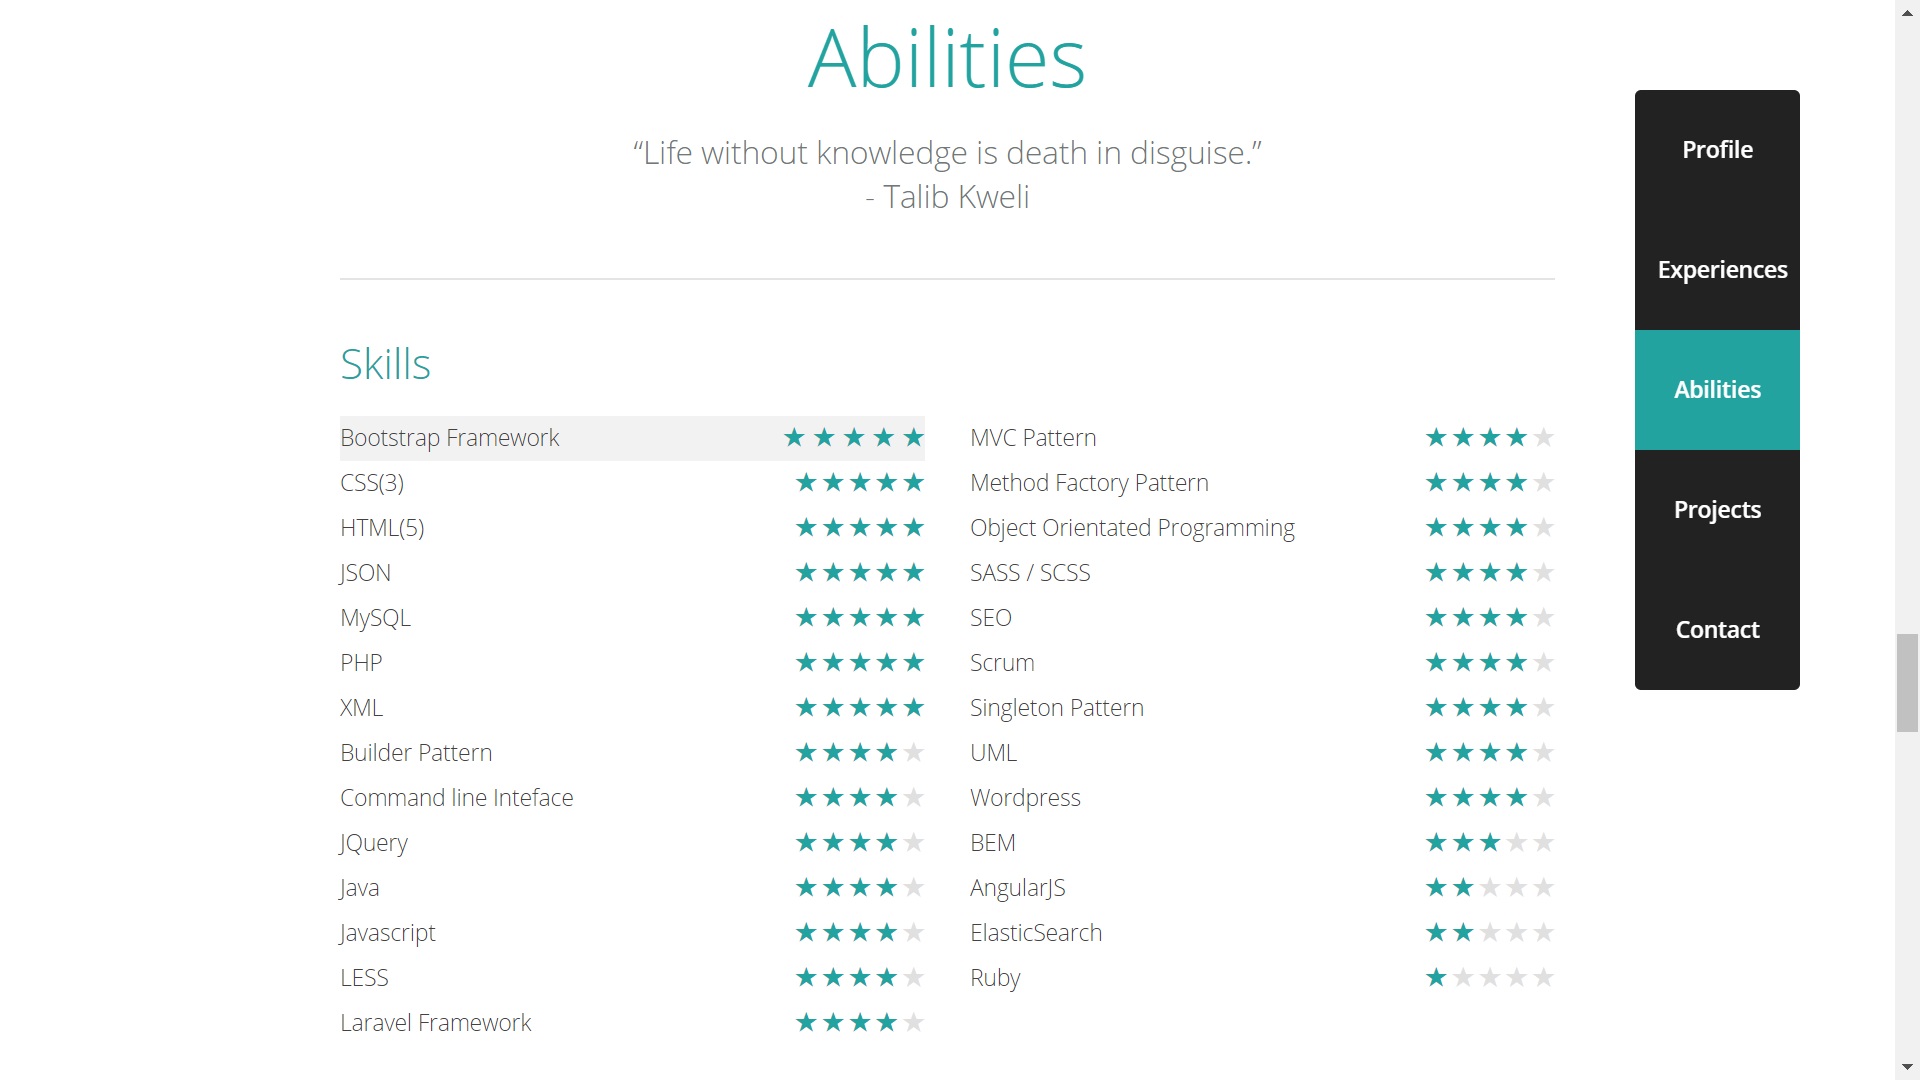 Abilities
“Life without knowledge is death in disguise.”
- Talib Kweli
Skills
Bootstrap Framework
CSS(3)
HTML(5)
JSON
MySQL
PHP
XML
Builder Pattern
Command line Inteface
JQuery
Java
Javascript
LESS
Laravel Framework
MVC Pattern
Method Factory Pattern
Object Orientated Programming
SASS / SCSS
SEO
Scrum
Singleton Pattern
UML
Wordpress
BEM
AngularJS
ElasticSearch
Ruby
Profile
Experiences
Abilities
Projects
Contact